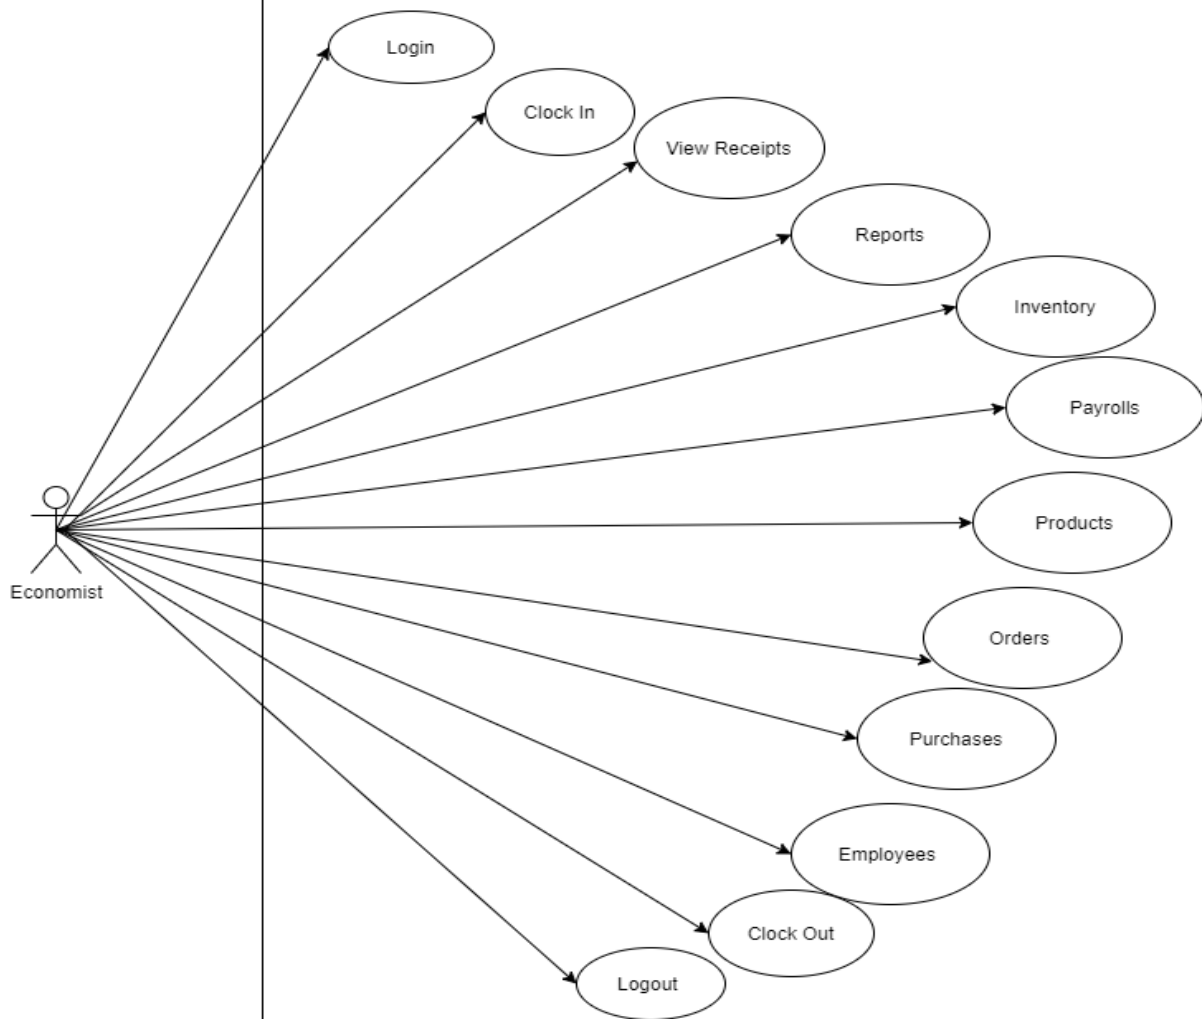 Login
Clock In
View Receipts
Reports
Inventory
Payrolls
Products
Economist
Orders
Purchases
Employees
Clock Out
Logout